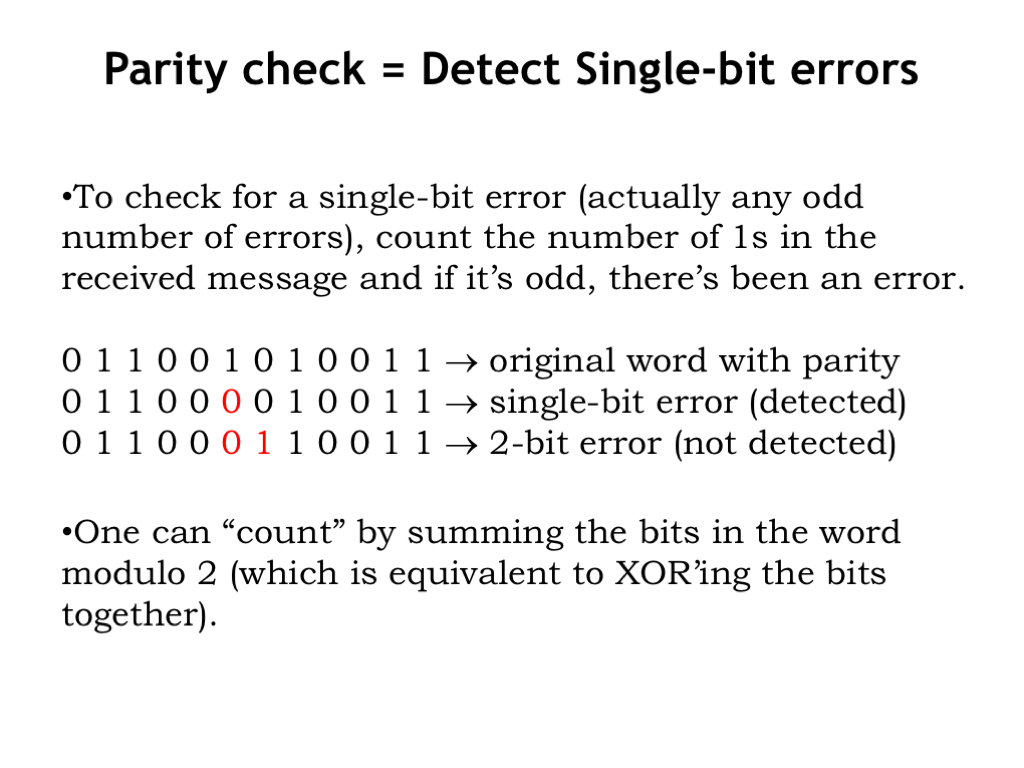 Parity check = Detect Single-bit errors
•To check for a single-bit error (actually any odd
number of errors), count the number of 1s in the
received message and if it’s odd, there’s been an error.
0 1 1 0 0 1 0 1 0 0 1 1 → original word with parity
0 1 1 0 0 0 0 1 0 0 1 1 → single-bit error (detected)
0 1 1 0 0 0 1 1 0 0 1 1 → 2-bit error (not detected)
•One can “count” by summing the bits in the word
modulo 2 (which is equivalent to XOR’ing the bits
together).